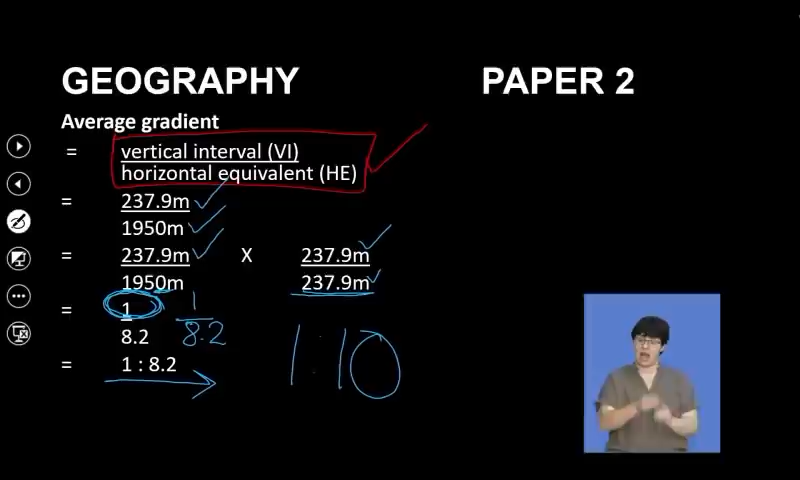 GEOGRAPHY PAPER 2
Average gradient
= vertical interval (VI)
horizontal equivalent (HE)
= 237.9m
1950m
= 237.9m X 237.9m
1950m 237.9m
= 1 1
8.2 8.2
= 1 : 8.2 1:10